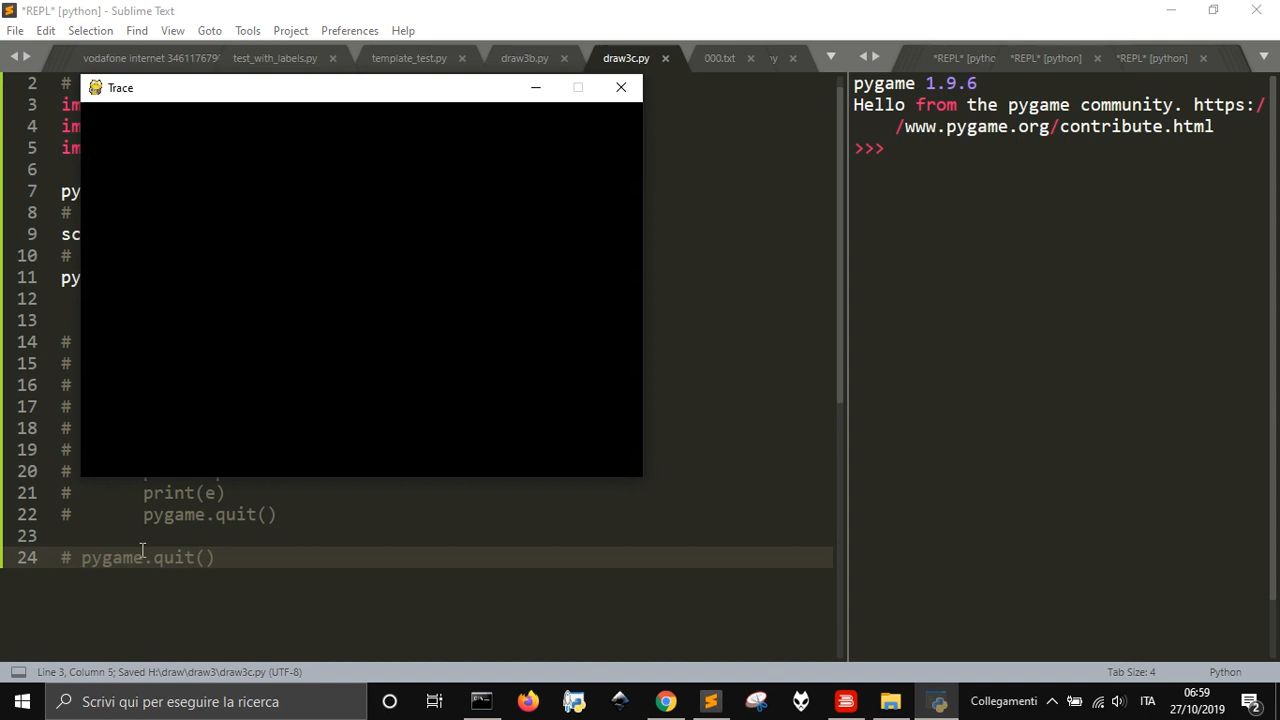 *REPL* [python] - Sublime Text
File Edit Selection Find View Goto Tools Project Preferences Help
vodafone internet 346117679 test_with_labels.py template_test.py draw3b.py draw3c.py 000.txt *REPL* [pythc *REPL* [python] *REPL* [python]
Trace
2 #
3 im
4 im
5 im
6
7 py
8 #
9 sc
10 #
11 py
12
13
14 #
15 #
16 #
17 #
18 #
19 #
20 #
21 # print(e)
22 # pygame.quit()
23
24 # pygame.quit()
pygame 1.9.6
Hello from the pygame community. https:/
/www.pygame.org/contribute.html
>>>
Line 3, Column 5; Saved H:\draw\draw3\draw3c.py (UTF-8) Tab Size: 4 Python
Scrivi qui per eseguire la ricerca Collegamenti ITA 06:59
27/10/2019 2